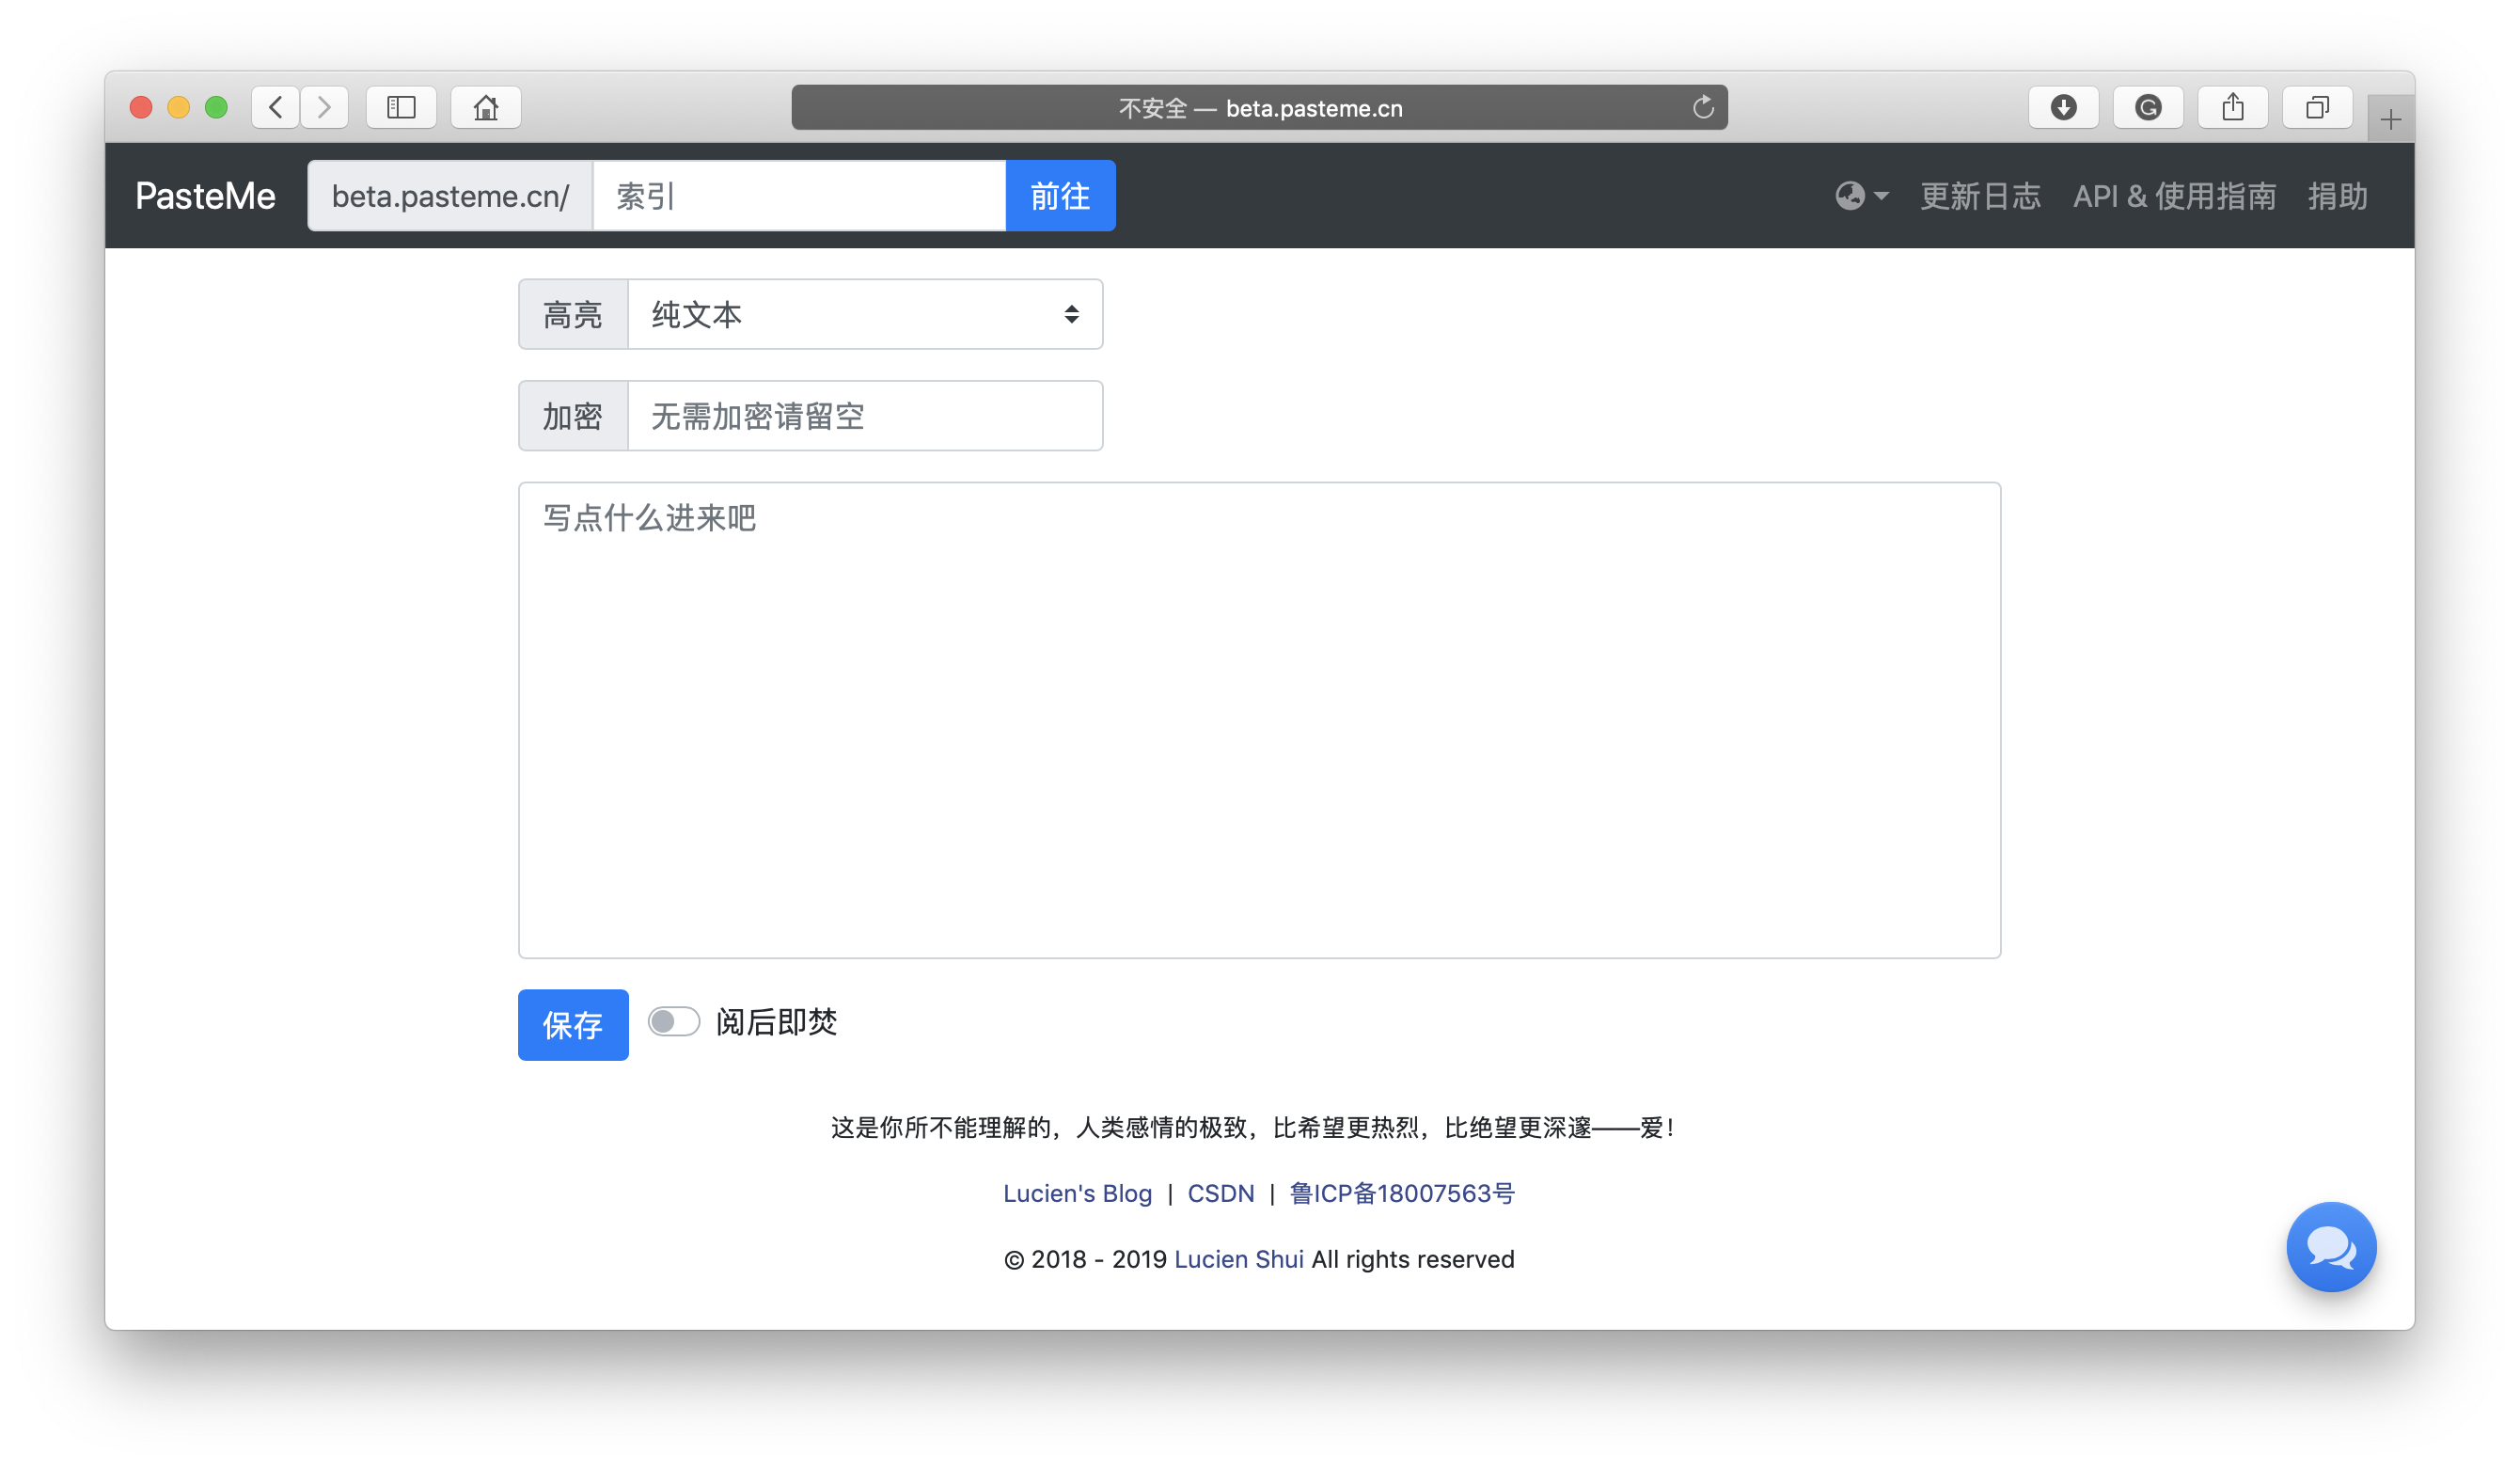 不安全 — beta.pasteme.cn
PasteMe beta.pasteme.cn/ 索引 前往 更新日志 API & 使用指南 捐助
高亮 纯文本
加密 无需加密请留空
写点什么进来吧
保存 阅后即焚
这是你所不能理解的，人类感情的极致，比希望更热烈，比绝望更深邃——爱！
Lucien's Blog | CSDN | 鲁ICP备18007563号
© 2018 - 2019 Lucien Shui All rights reserved